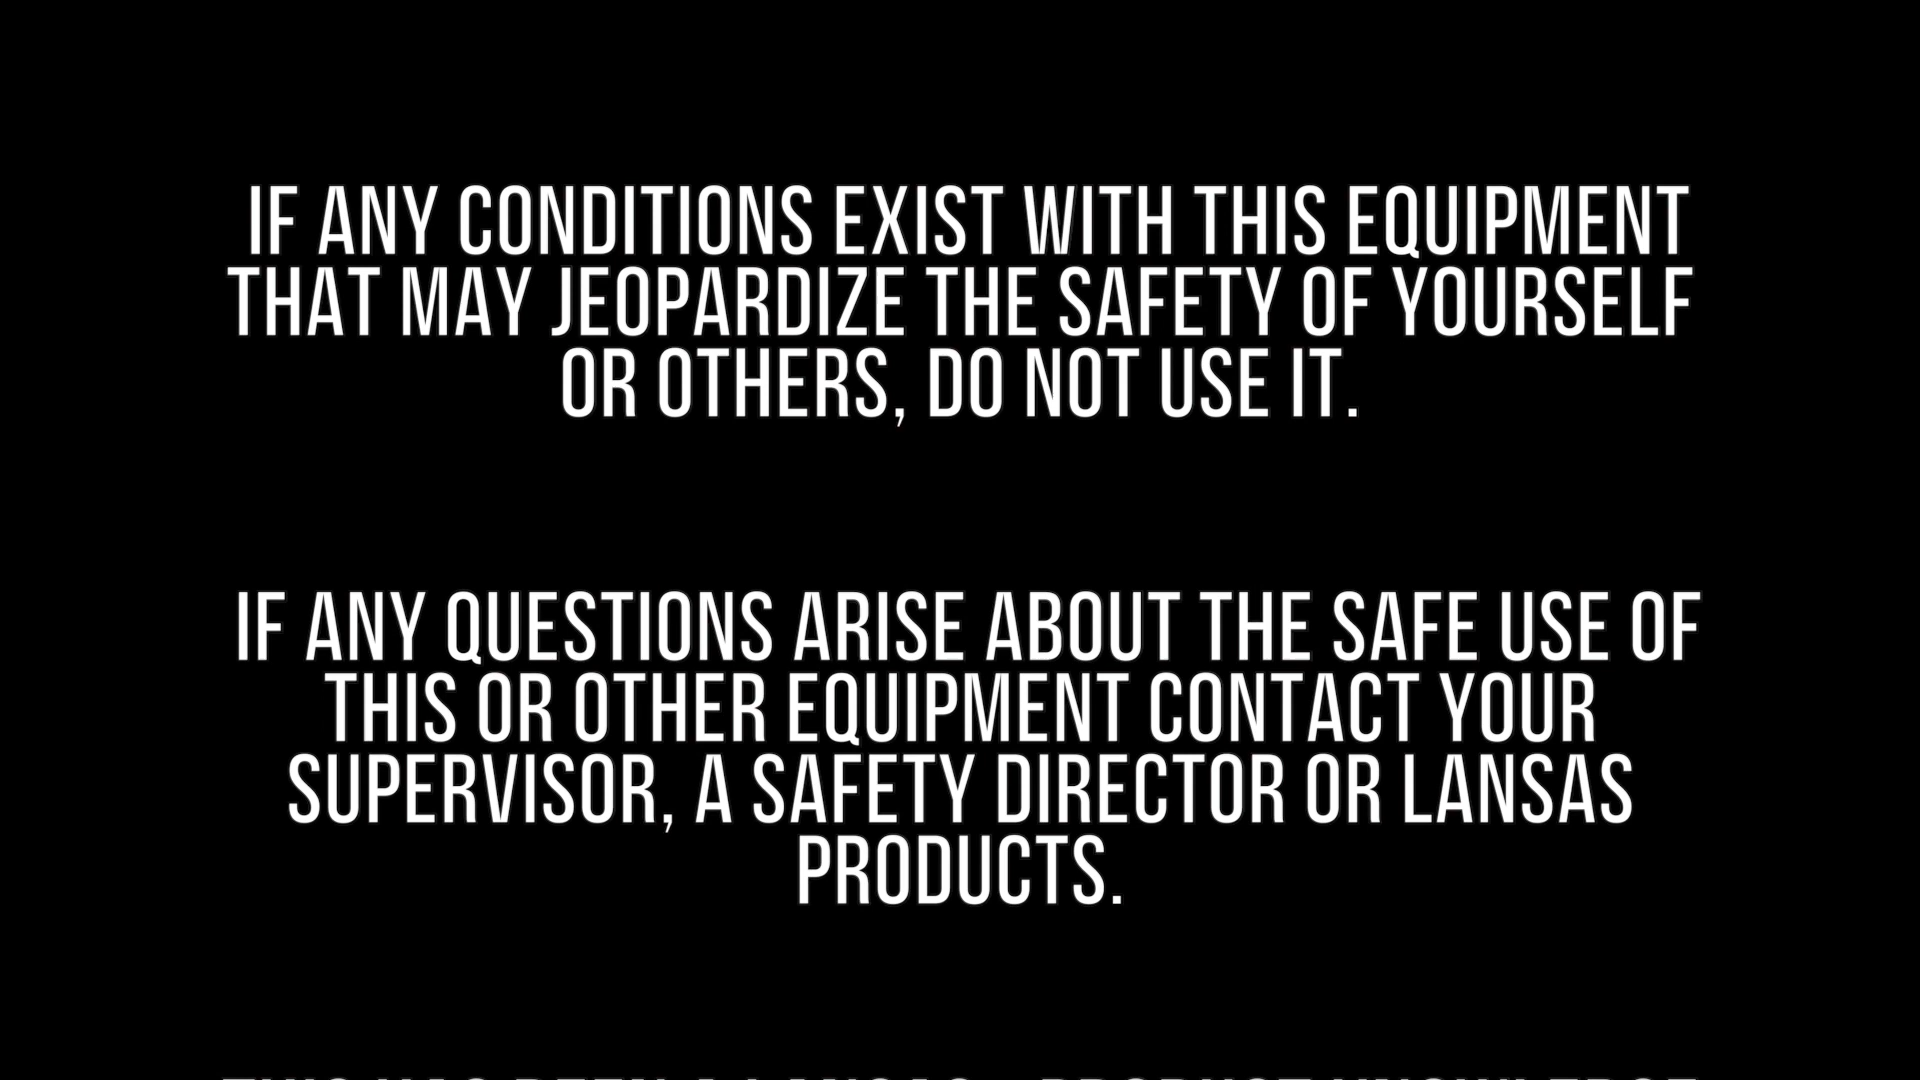 IF ANY CONDITIONS EXIST WITH THIS EQUIPMENT
THAT MAY JEOPARDIZE THE SAFETY OF YOURSELF
OR OTHERS, DO NOT USE IT.
IF ANY QUESTIONS ARISE ABOUT THE SAFE USE OF
THIS OR OTHER EQUIPMENT CONTACT YOUR
SUPERVISOR, A SAFETY DIRECTOR OR LANSAS
PRODUCTS.